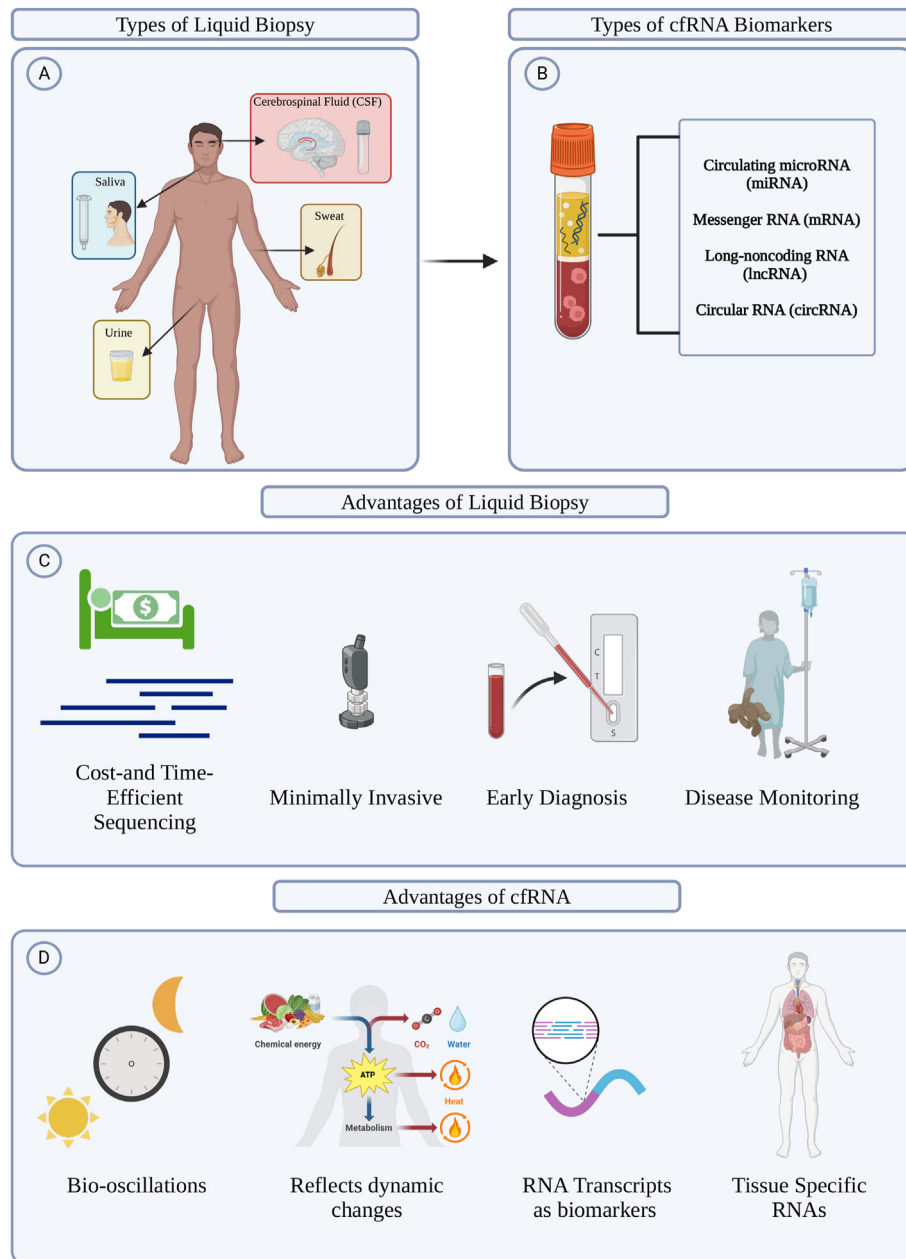 Types of Liquid Biopsy
Types of cfRNA Biomarkers
A
Cerebrospinal Fluid (CSF)
Saliva
Sweat
Urine
B
Circulating microRNA
(miRNA)
Messenger RNA (mRNA)
Long-noncoding RNA
(lncRNA)
Circular RNA (circRNA)
Advantages of Liquid Biopsy
C
$
C
T
S
Cost-and Time-
Efficient
Sequencing
Minimally Invasive
Early Diagnosis
Disease Monitoring
Advantages of cfRNA
D
Chemical energy
O
C
O
CO₂
Water
ATP
Heat
Metabolism
Bio-oscillations
Reflects dynamic
changes
RNA Transcripts
as biomarkers
Tissue Specific
RNAs